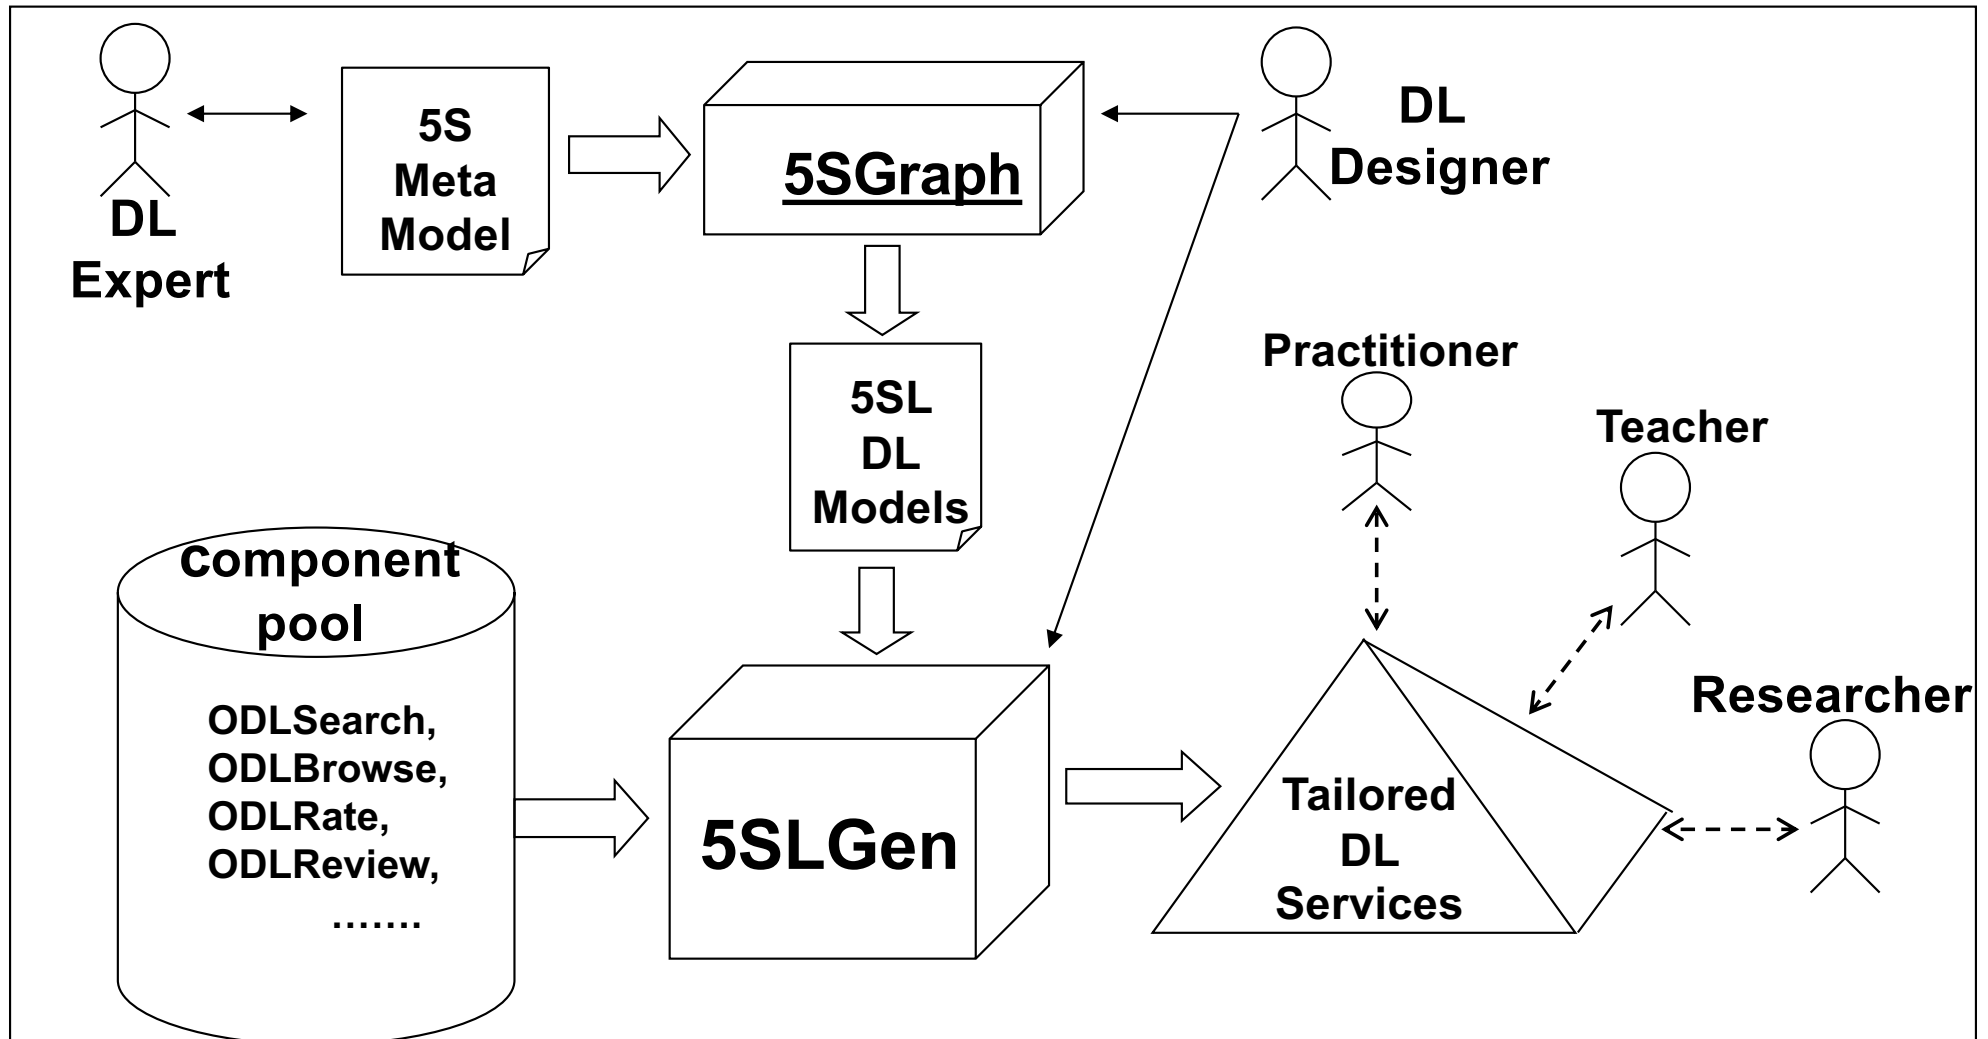 DL
Expert
5S
Meta
Model
5SGraph
DL
Designer
5SL
DL
Models
Practitioner
Teacher
Researcher
component
pool
ODLSearch,
ODLBrowse,
ODLRate,
ODLReview,
.......
5SLGen
Tailored
DL
Services